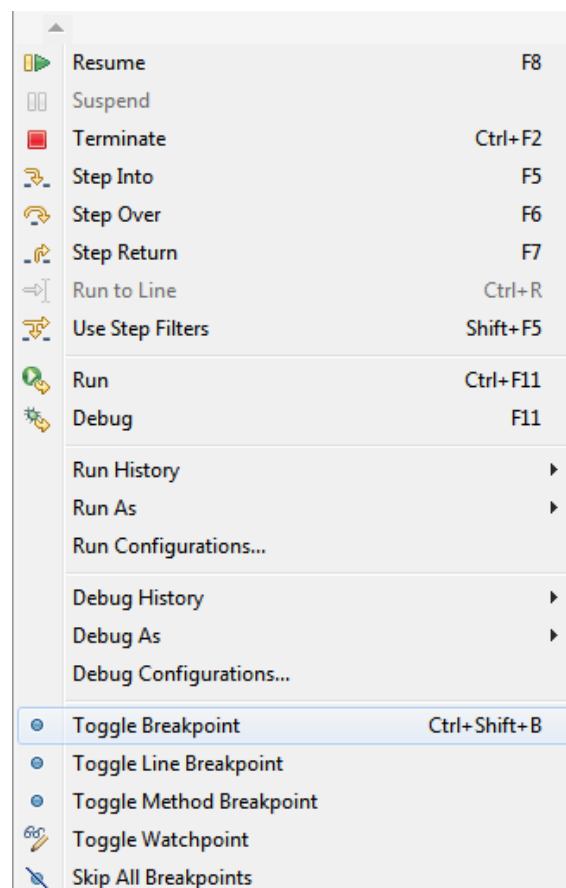 Resume F8
Suspend
Terminate Ctrl+F2
Step Into F5
Step Over F6
Step Return F7
Run to Line Ctrl+R
Use Step Filters Shift+F5
Run Ctrl+F11
Debug F11
Run History
Run As
Run Configurations...
Debug History
Debug As
Debug Configurations...
Toggle Breakpoint Ctrl+Shift+B
Toggle Line Breakpoint
Toggle Method Breakpoint
Toggle Watchpoint
Skip All Breakpoints